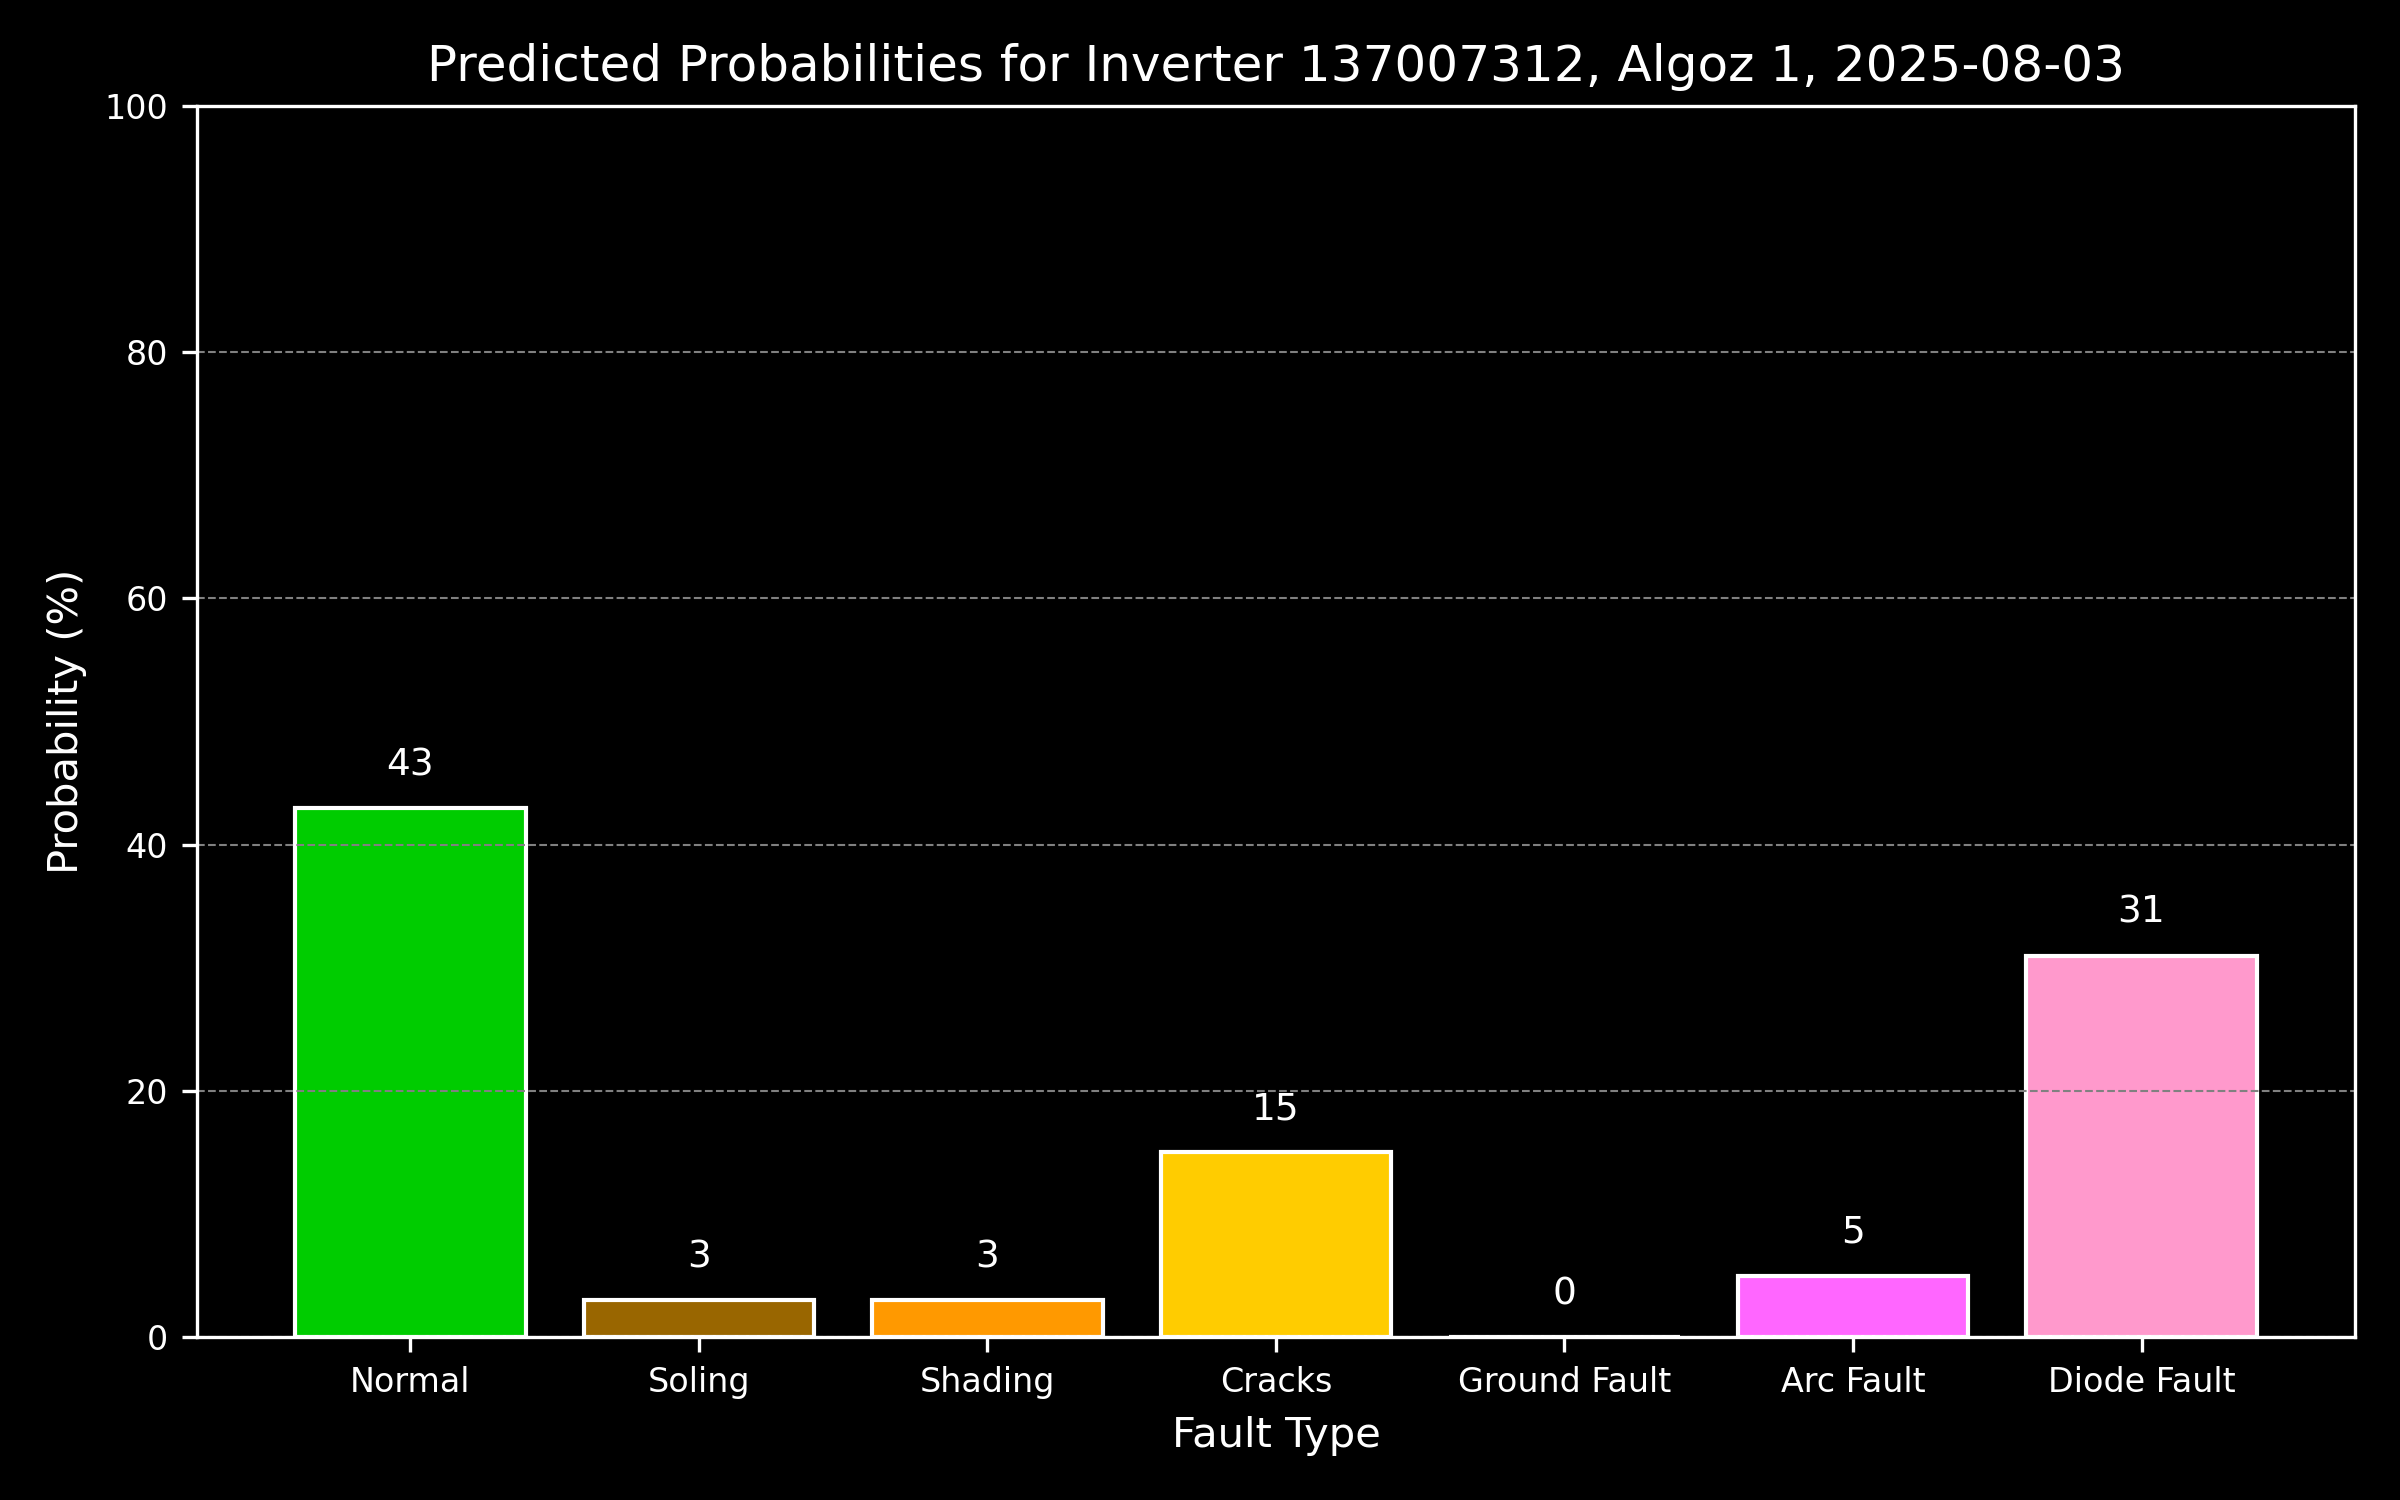 Predicted Probabilities for Inverter 137007312, Algoz 1, 2025-08-03
Probability (%)
100
80
60
40
20
0
43
3
3
15
0
5
31
Normal
Soling
Shading
Cracks
Ground Fault
Arc Fault
Diode Fault
Fault Type